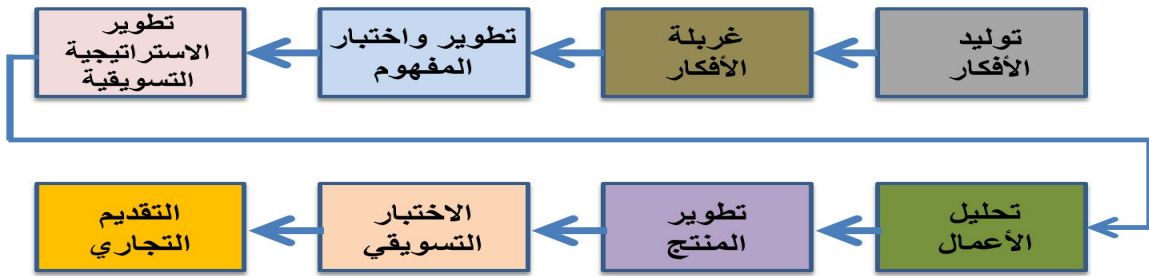 توليد
الأفكار
غربلة
الأفكار
تطوير واختبار
المفهوم
تطوير
الاستراتيجية
التسويقية
تحليل
الأعمال
تطوير
المنتج
الاختبار
التسويقي
التقديم
التجاري